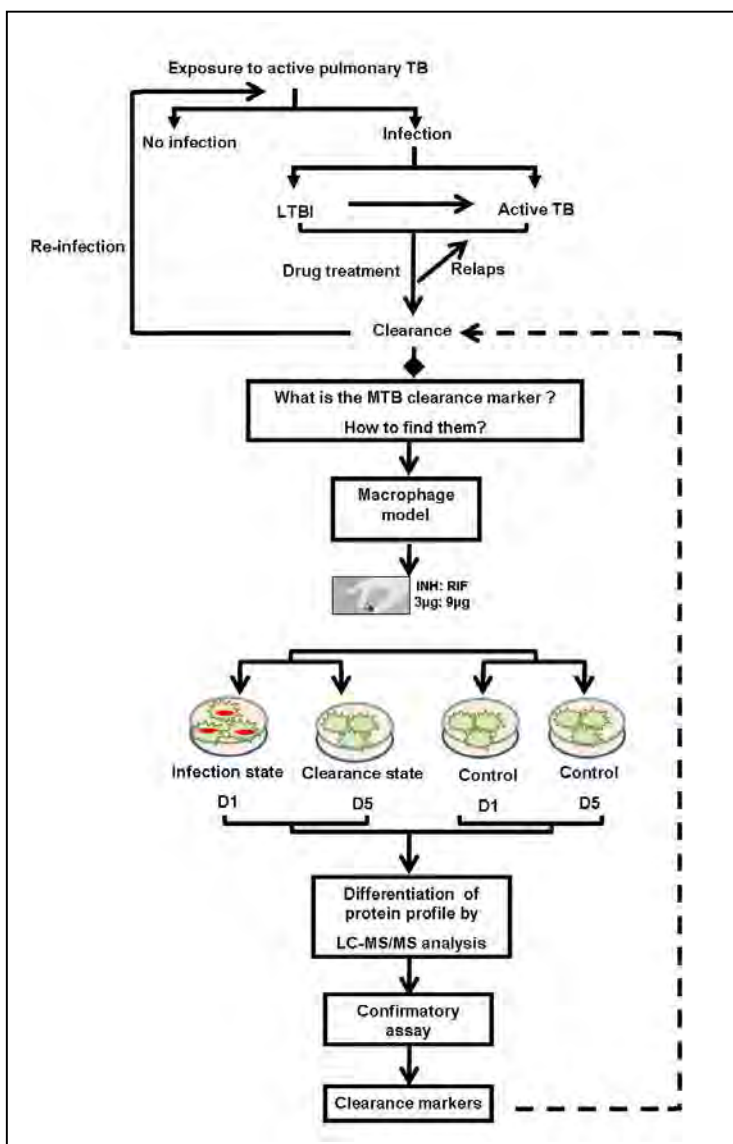 Exposure to active pulmonary TB
No infection
Infection
LTBI
Active TB
Re-infection
Drug treatment
Relaps
Clearance
What is the MTB clearance marker ?
How to find them?
Macrophage
model
INH: RIF
3µg: 9µg
Infection state
Clearance state
Control
Control
D1
D5
D1
D5
Differentiation of
protein profile by
LC-MS/MS analysis
Confirmatory
assay
Clearance markers